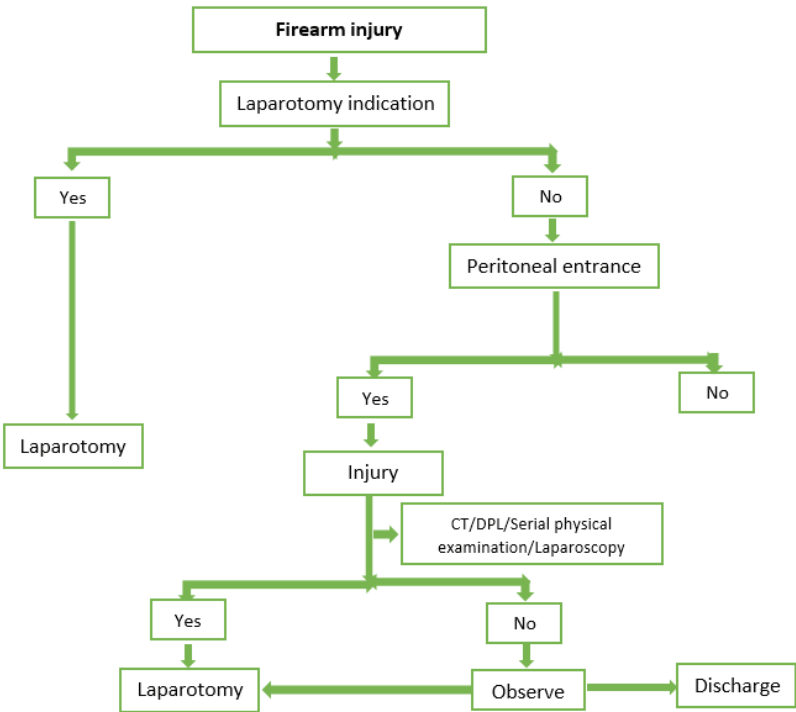 Firearm injury
Laparotomy indication
Yes
No
Peritoneal entrance
Yes
No
Laparotomy
Injury
CT/DPL/Serial physical
examination/Laparoscopy
Yes
No
Laparotomy
Observe
Discharge